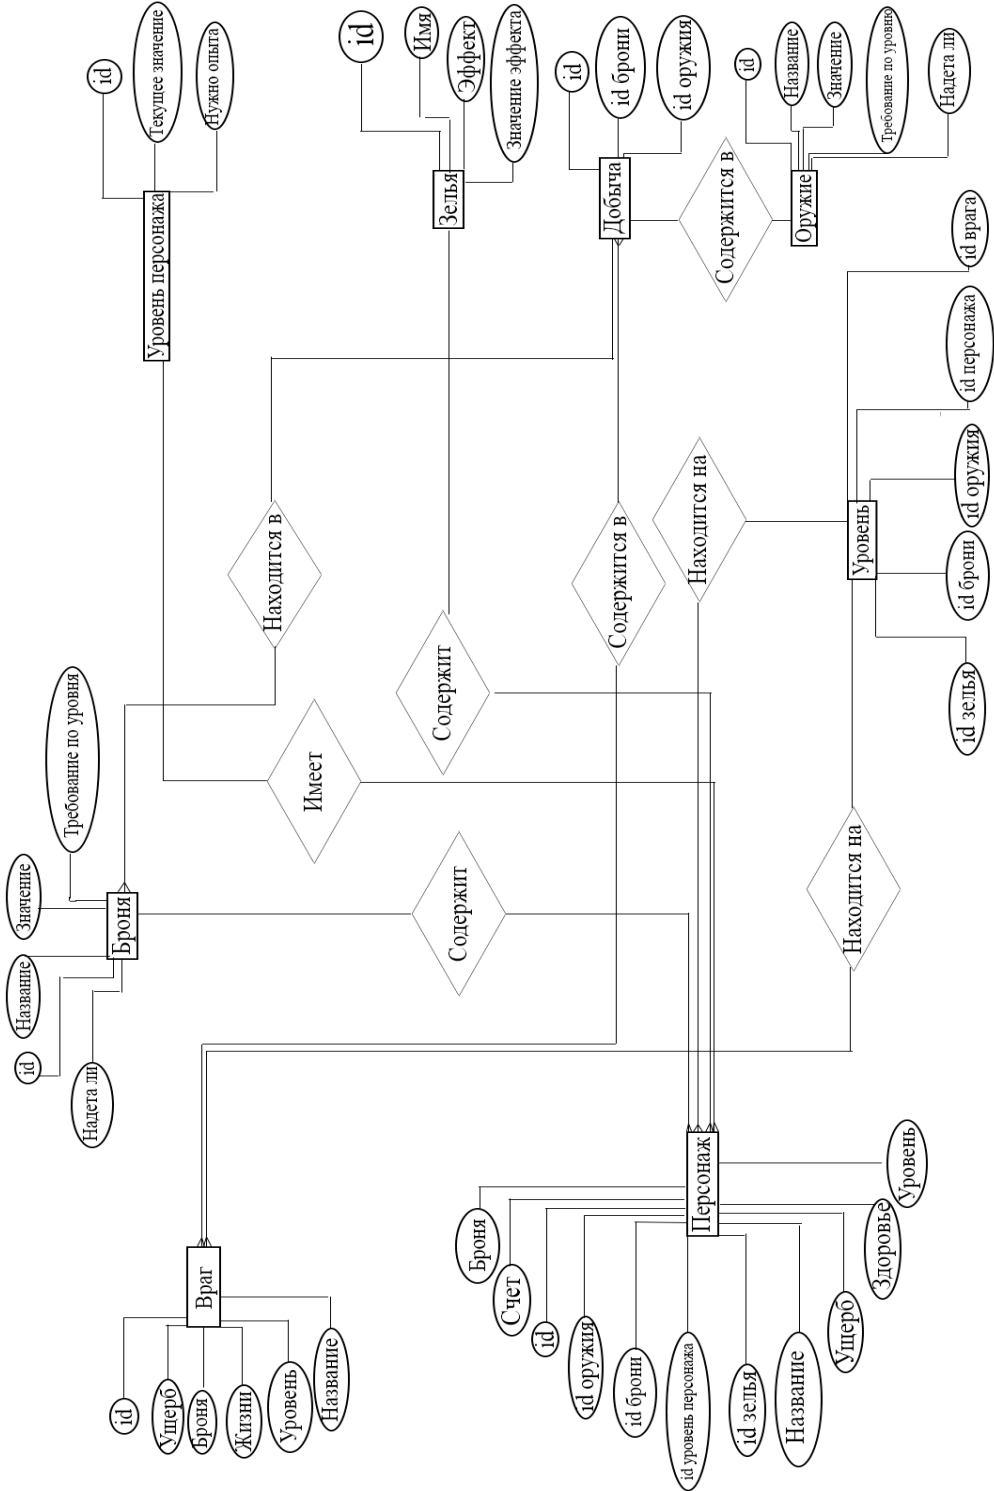 id
Название
Значение
Требование по уровня
Надета ли
Броня
id
Текущее значение
Нужно опыта
Уровень персонажа
id
Ущерб
Броня
Жизни
Уровень
Название
Враг
Находится в
Имеет
Содержит
Содержит
id
Имя
Эффект
Значение эффекта
Зелья
Броня
Счет
id
id оружия
id брони
id уровень персонажа
id зелья
Название
Ущерб
Здоровье
Уровень
Персонаж
Содержится в
Находится на
id
id брони
id оружия
Добыча
Содержится в
id
Название
Значение
Требование по уровню
Надета ли
Оружие
Находится на
Уровень
id зелья
id брони
id оружия
id персонажа
id врага